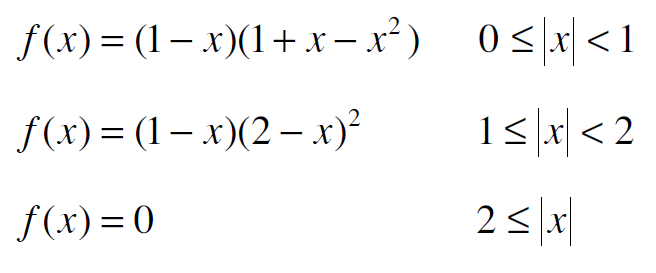 f(x) = (1 − x)(1 + x − x²) 0 ≤ |x| < 1
f(x) = (1 − x)(2 − x)² 1 ≤ |x| < 2
f(x) = 0 2 ≤ |x|